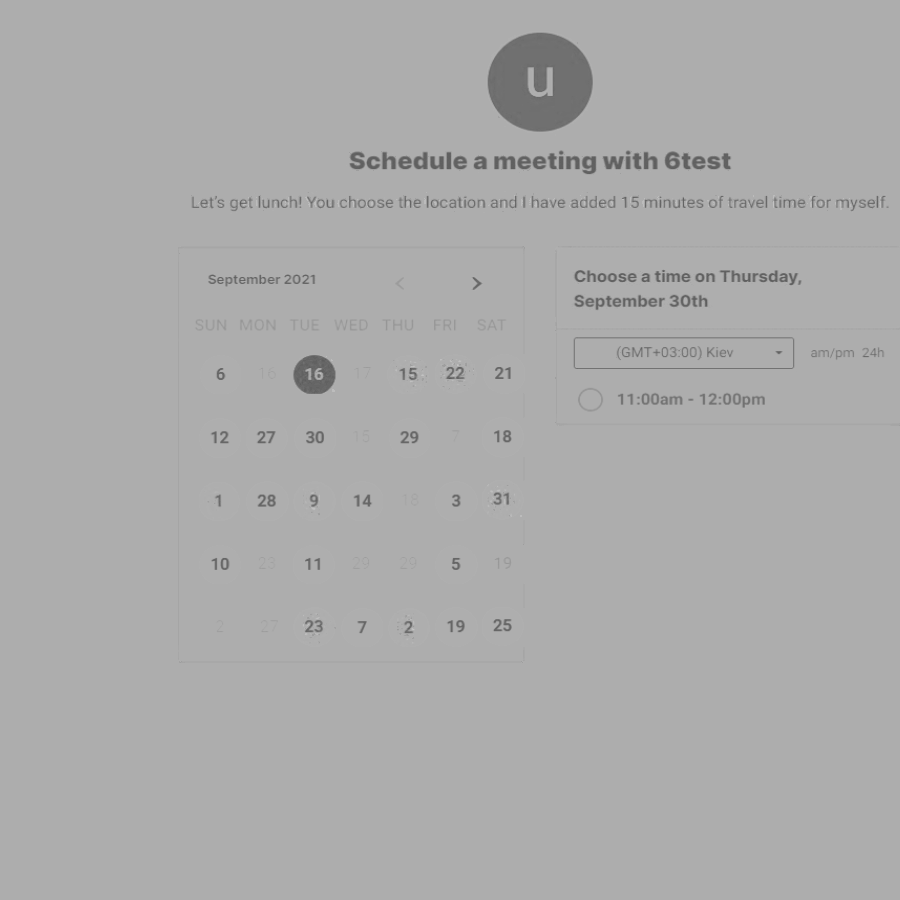 u
Schedule a meeting with 6test
Let's get lunch! You choose the location and I have added 15 minutes of travel time for myself.
September 2021
SUN MON TUE WED THU FRI SAT
6 16 16 17 15 22 21
12 27 30 15 29 7 18
1 28 9 14 18 3 31
10 23 11 29 29 5 19
2 27 23 7 2 19 25
Choose a time on Thursday,
September 30th
(GMT+03:00) Kiev am/pm 24h
11:00am - 12:00pm